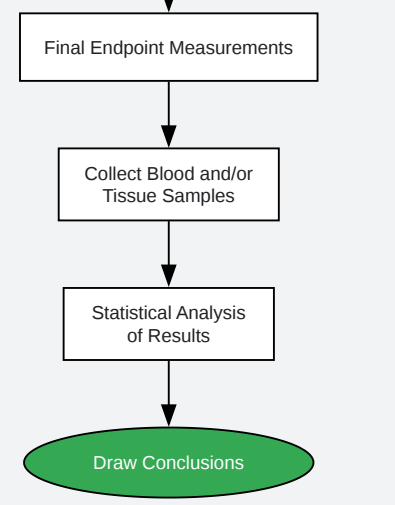 Final Endpoint Measurements
Collect Blood and/or
Tissue Samples
Statistical Analysis
of Results
Draw Conclusions